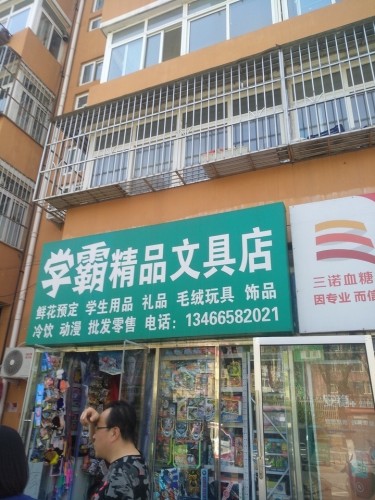 学霸精品文具店
鲜花预定 学生用品 礼品 毛绒玩具 饰品
冷饮 动漫 批发零售 电话：13466582021
三诺血糖
因专业 而信